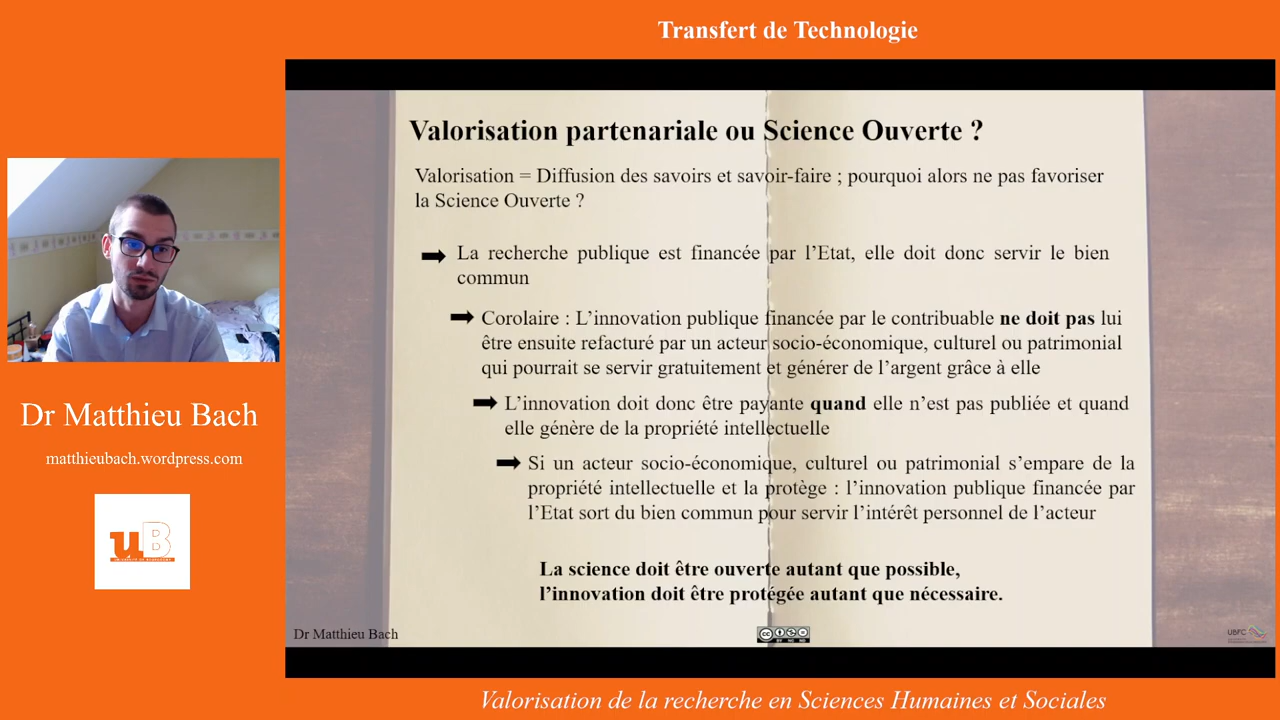 Transfert de Technologie
Valorisation partenariale ou Science Ouverte ?
Valorisation = Diffusion des savoirs et savoir-faire ; pourquoi alors ne pas favoriser
la Science Ouverte ?
La recherche publique est financée par l'Etat, elle doit donc servir le bien
commun
Corolaire : L'innovation publique financée par le contribuable ne doit pas lui
être ensuite refacturé par un acteur socio-économique, culturel ou patrimonial
qui pourrait se servir gratuitement et générer de l'argent grâce à elle
L'innovation doit donc être payante quand elle n'est pas publiée et quand
elle génère de la propriété intellectuelle
Si un acteur socio-économique, culturel ou patrimonial s'empare de la
propriété intellectuelle et la protège : l'innovation publique financée par
l'Etat sort du bien commun pour servir l'intérêt personnel de l'acteur
La science doit être ouverte autant que possible,
l'innovation doit être protégée autant que nécessaire.
Dr Matthieu Bach
cc
BY NC ND
UBFC
Dr Matthieu Bach
matthieubach.wordpress.com
uB
Valorisation de la recherche en Sciences Humaines et Sociales